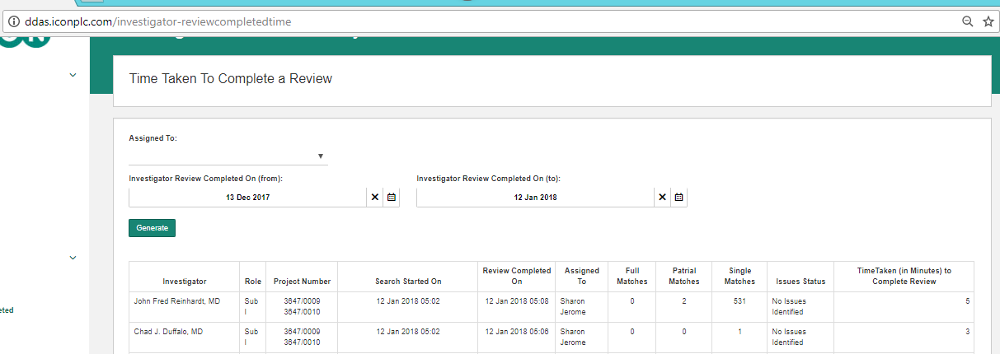 ddas.iconplc.com/investigator-reviewcompletedtime
Time Taken To Complete a Review
Assigned To:
Investigator Review Completed On (from): Investigator Review Completed On (to):
13 Dec 2017 12 Jan 2018
Generate
Investigator Role Project Number Search Started On Review Completed On Assigned To Full Matches Patrial Matches Single Matches Issues Status TimeTaken (in Minutes) to Complete Review
John Fred Reinhardt, MD Sub I 3647/0009 3647/0010 12 Jan 2018 05:02 12 Jan 2018 05:08 Sharon Jerome 0 2 531 No Issues Identified 5
Chad J. Duffalo, MD Sub I 3647/0009 3647/0010 12 Jan 2018 05:02 12 Jan 2018 05:06 Sharon Jerome 0 0 1 No Issues Identified 3
eted